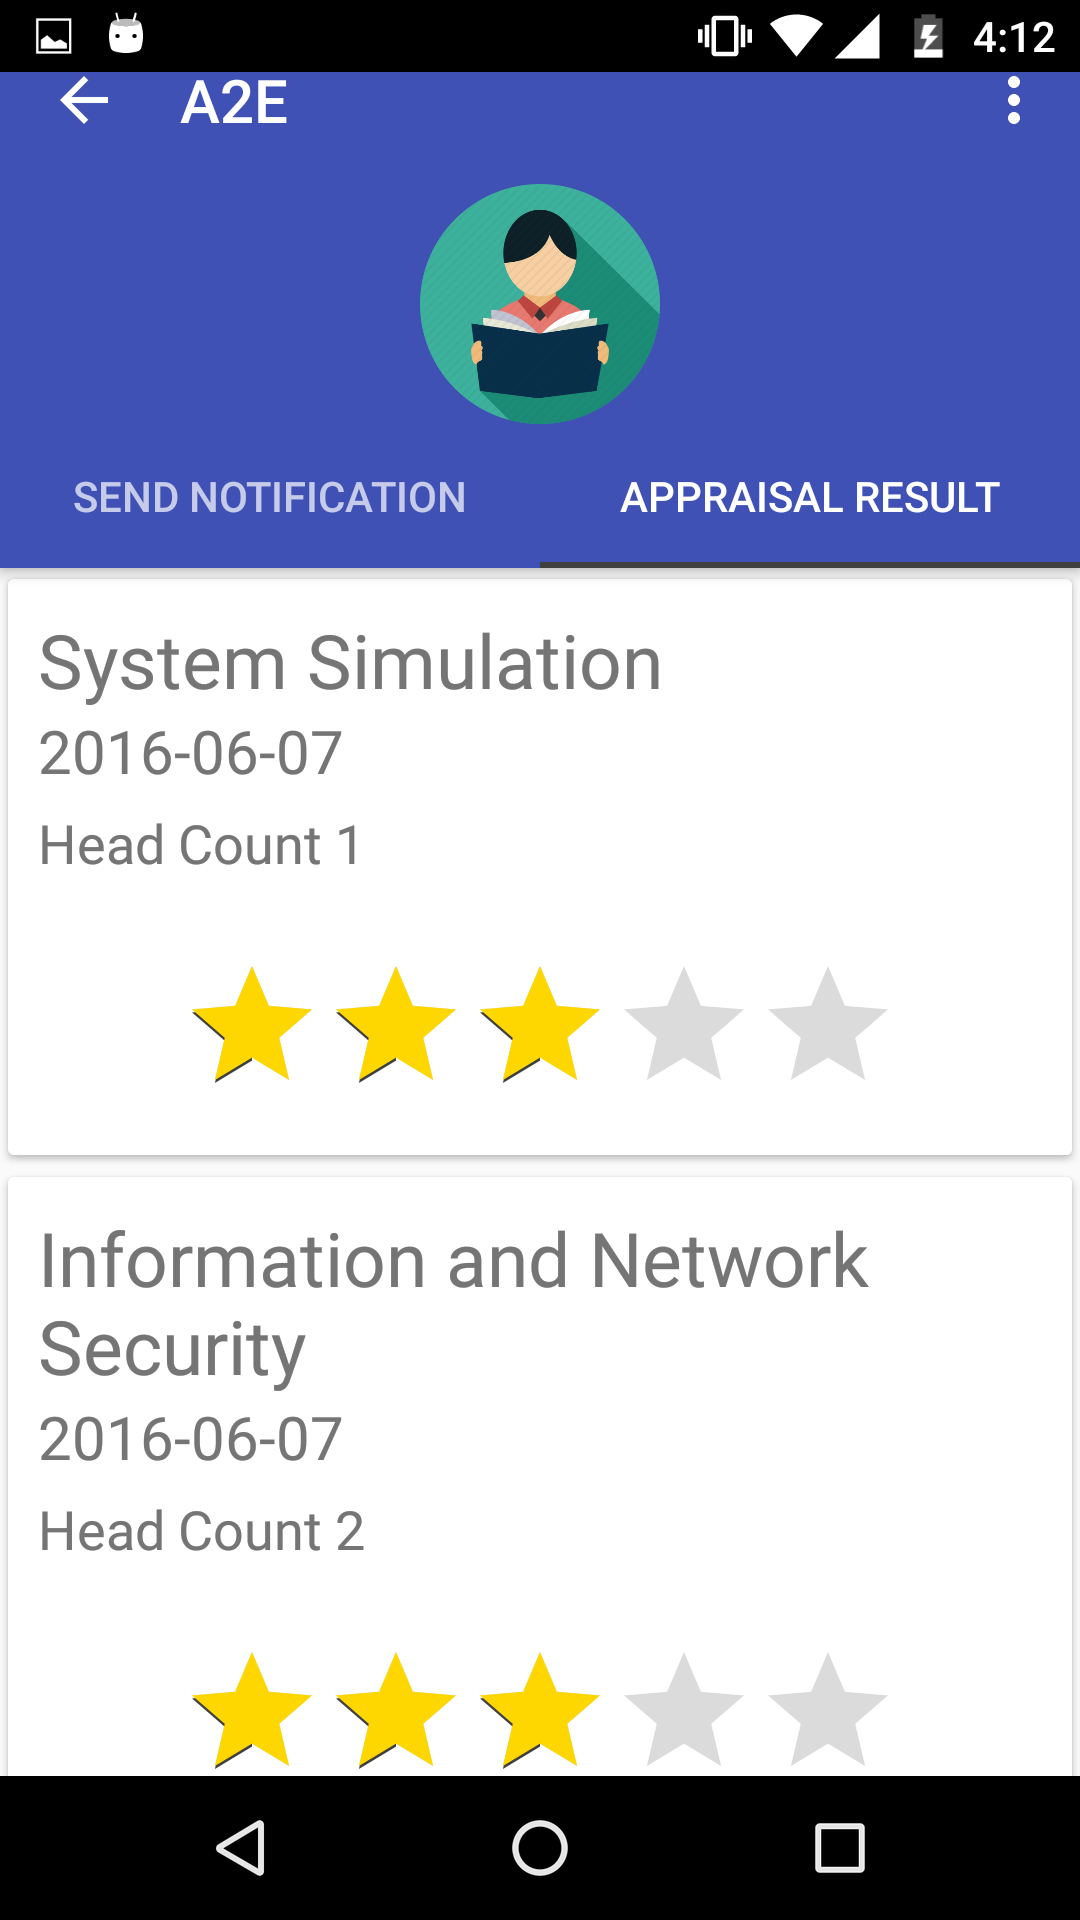 4:12
A2E
SEND NOTIFICATION
APPRAISAL RESULT
System Simulation
2016-06-07
Head Count 1
Information and Network
Security
2016-06-07
Head Count 2